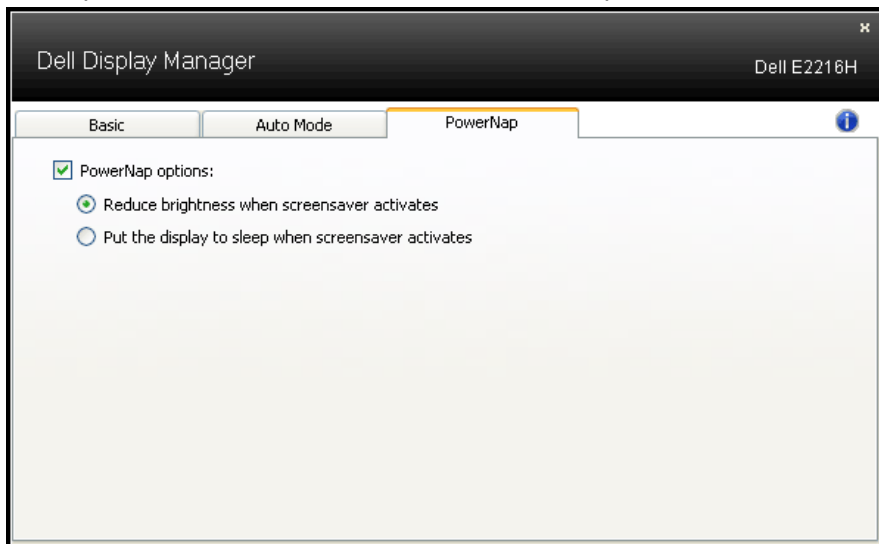 x
Dell Display Manager
Dell E2216H
Basic
Auto Mode
PowerNap
i
PowerNap options:
Reduce brightness when screensaver activates
Put the display to sleep when screensaver activates